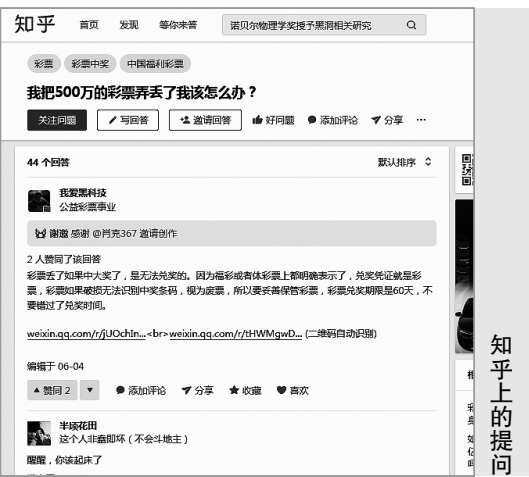 知乎 首页 发现 等你来答 诺贝尔物理学奖授予黑洞相关研究
彩票 彩票中奖 中国福利彩票
我把500万的彩票弄丢了我该怎么办？
关注问题 写回答 邀请回答 好问题 添加评论 分享 ...
44 个回答 默认排序
我爱黑科技
公益彩票事业
谢邀 感谢 @肖克367 邀请创作
2 人赞同了该回答
彩票丢了如果中大奖了，是无法兑奖的。因为福彩或者体彩票上都明确表示了，兑奖凭证就是彩
票，彩票如果破损无法识别中奖条码，视为废票，所以要妥善保管彩票，彩票兑奖期限是60天，不
要错过了兑奖时间。
weixin.qq.com/r/jUOchIn...<br>weixin.qq.com/r/tHWMgwD... (二维码自动识别)
编辑于 06-04
赞同 2 添加评论 分享 收藏 喜欢
半顷花田
这个人非蠢即坏（不会斗地主）
醒醒，你该起床了
知乎上的提问